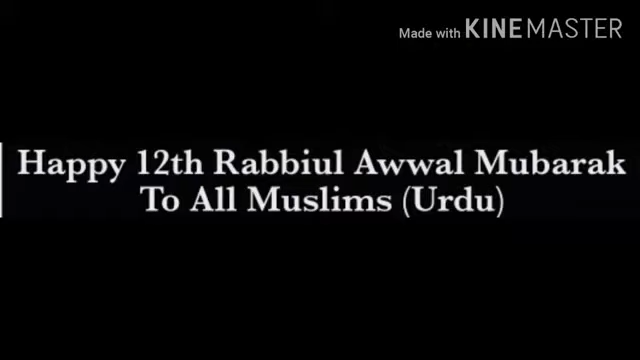 Made with KINEMASTER
Happy 12th Rabbiul Awwal Mubarak
To All Muslims (Urdu)